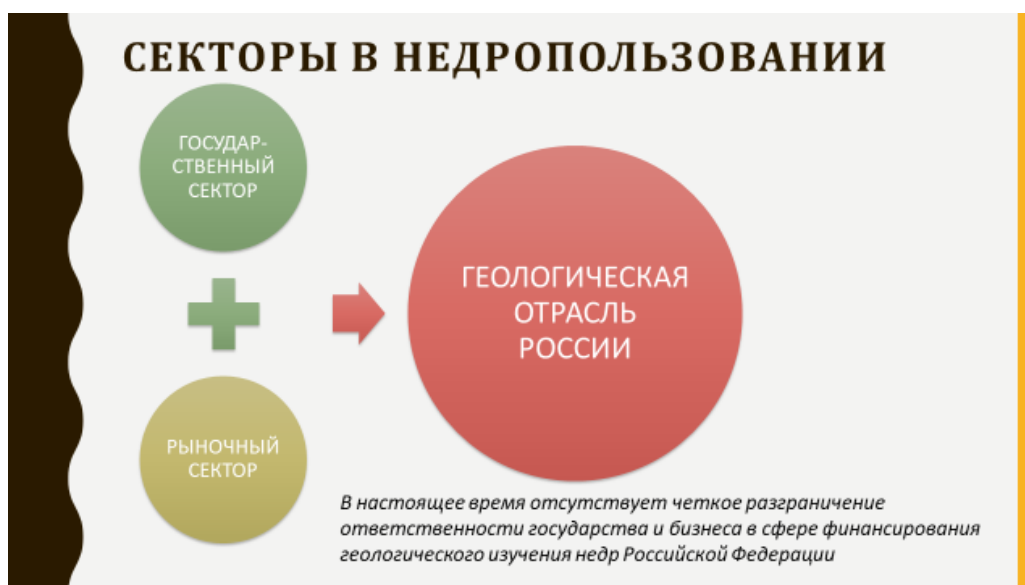 СЕКТОРЫ В НЕДРОПОЛЬЗОВАНИИ
ГОСУДАР-
СТВЕННЫЙ
СЕКТОР
РЫНОЧНЫЙ
СЕКТОР
ГЕОЛОГИЧЕСКАЯ
ОТРАСЛЬ
РОССИИ
В настоящее время отсутствует четкое разграничение
ответственности государства и бизнеса в сфере финансирования
геологического изучения недр Российской Федерации